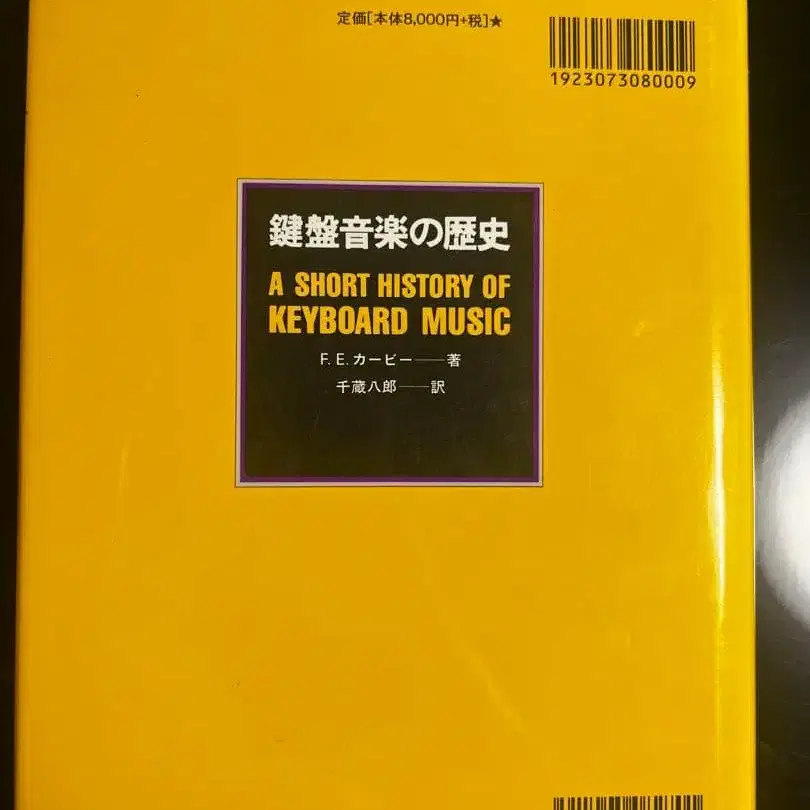 定価[本体8,000円+税]★
1923073080009
鍵盤音楽の歴史
A SHORT HISTORY OF
KEYBOARD MUSIC
F. E. カービー──著
千蔵八郎──訳